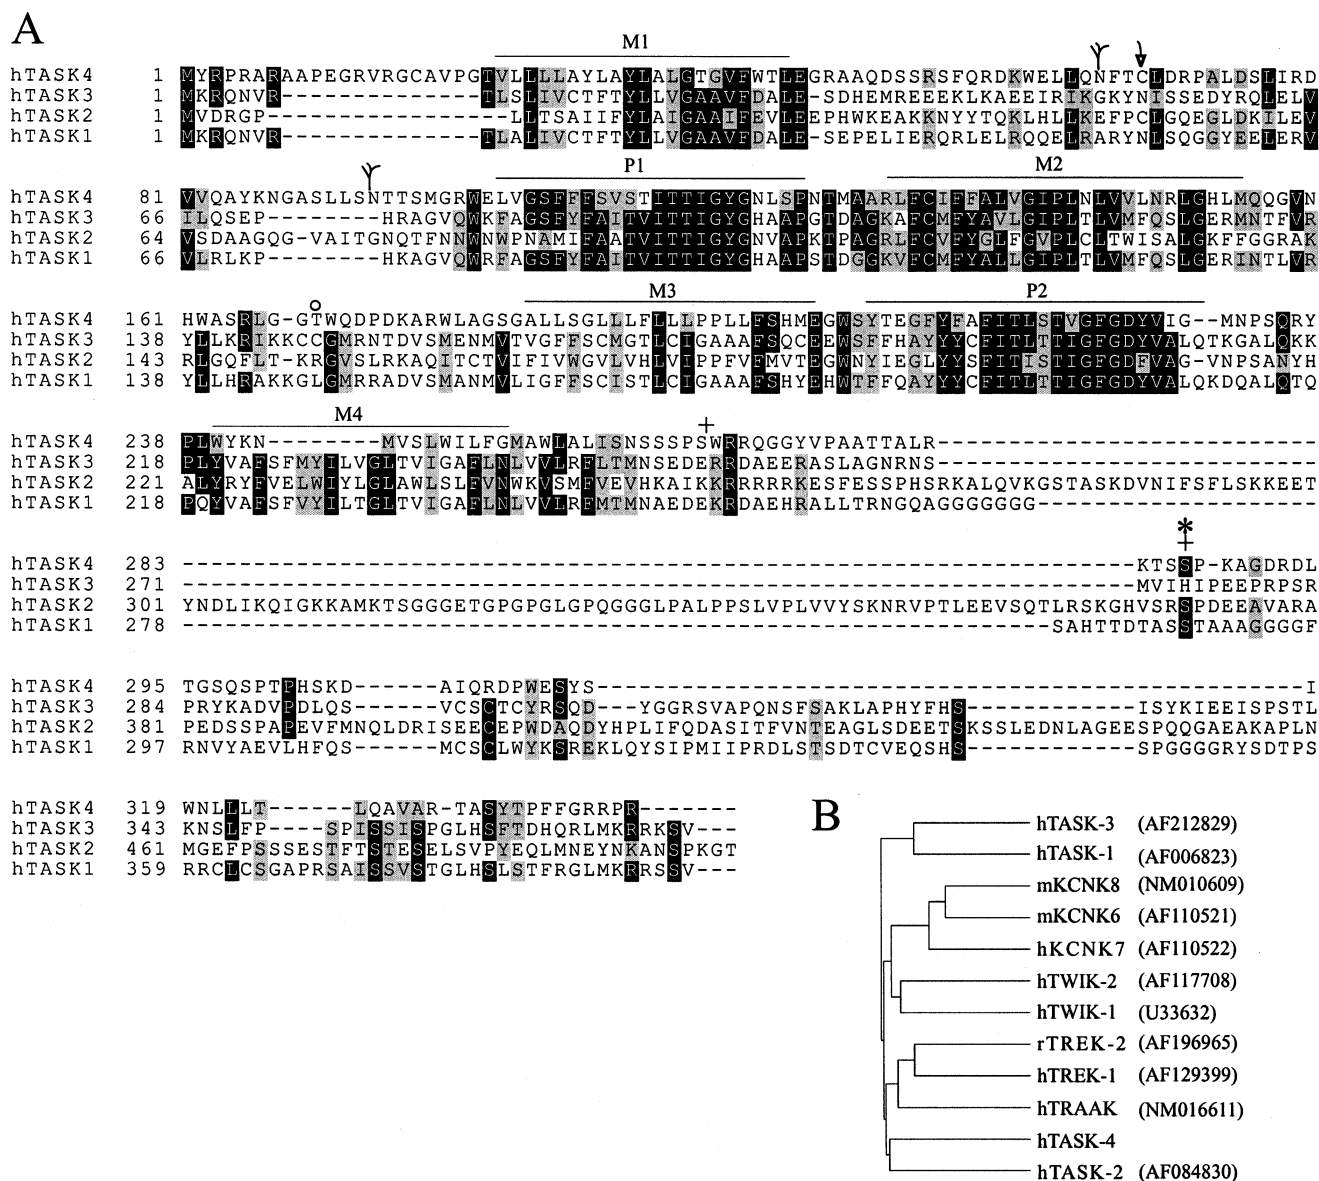 A
M1
hTASK4 1 MYRPRARAAPEGRVRGCAVPGTVLLLLAYLAYLALGTGVFWTLEGRAAQDSSRSFQRDKWELLQNFTCLDRPALDSLIRD
hTASK3 1 MKRQNVR---------------TLSLIVCTFTYLLVGAAVFDALE-SDHEMREEEKLKAEEIRIKGKYNISSEDYRQLELV
hTASK2 1 MVDRGP-----------------LLTSAIIFYLAIGAAIFEVLEEPHWKEAKKNYYTQKLHLLKEFPCLGQEGLDKILEV
hTASK1 1 MKRQNVR---------------TLALIVCTFTYLLVGAAVFDALE-SEPELIERQRLELRQQELRARYNLSQGGYEELERV
P1 M2
hTASK4 81 VVQAYKNGASLLSNTTSMGRWELVGSFFFSVSTITTIGYGNLSPNTMAARLFCIFFALVGIPLNLVVLNRLGHLMQQGVN
hTASK3 66 ILQSEP-------HRAGVQWKFAGSFYFAITVITTIGYGHAAPGTDAGKAFCMFYAVLGIPLTLVMFQSLGERMNTFVR
hTASK2 64 VSDAAGQG-VAITGNQTFNNWNWPNAMIFAATVITTIGYGNVAPKTPAGRLFCVFYGLFGVPLCLTWISALGKFFGGRAK
hTASK1 66 VLRLKP-------HKAGVQWRFAGSFYFAITVITTIGYGHAAPSTDGGKVFCMFYALLGIPLTLVMFQSLGERINTLVR
M3 P2
hTASK4 161 HWASRLG-GTWQDPDKARWLAGSGALLSGLLLFLLLPPLLFSHMEGWSYTEGFYFAFITLSTVGFGDYVIG--MNPSQRY
hTASK3 138 YLLKRIKKCCGMRNTDVSMENMVTVGFFSCMGTLCIGAAAFSQCEEWSFFHAYYYCFITLTTIGFGDYVALQTKGALQKK
hTASK2 143 RLGQFLT-KRGVSLRKAQITCTVIFIVWGVLVHLVIPPFVFMVTEGWNYIEGLYYSFITISTIGFGDFVAG-VNPSANYH
hTASK1 138 YLLHRAKKGLGMRRADVSMANMVLIGFFSCISTLCIGAAAFSHYEHWTFFQAYYYCFITLTTIGFGDYVALQKDQALQTQ
M4 +
hTASK4 238 PLWYKN--------MVSLWILFGMAWLALISNSSSPSWRRQGGYVPAATTALR--------------------------
hTASK3 218 PLYVAFSFMYILVGLTVIGAFLNLVVLRFLTMNSEDERRDAEERASLAGNRNS--------------------------
hTASK2 221 ALYRYFVELWIYLGLAWLSLFVNWKVSMFVEVHKAIKKRRRRRKESFESSPHSRKALQVKGSTASKDVNIFSFLSKKEET
hTASK1 218 PQYVAFSFVYILTGLTVIGAFLNLVVLRFMTMNAEDEKRDAEHRALLTRNGQAGGGGGGG--------------------
*
+
hTASK4 283 ------------------------------------------------------------------KTSSP-KAGDRDL
hTASK3 271 ------------------------------------------------------------------MVIHIPEEPRPSR
hTASK2 301 YNDLIKQIGKKAMKTSGGGETGPGPGLGPQGGGLPALPPSLVPLVVYSKNRVPTLEEVSQTLRSKGHVSRSPDEEAVARA
hTASK1 278 -------------------------------------------------------------SAHTTDTASSTAAAGGGGF
hTASK4 295 TGSQSPTPHSKD------AIQRDPWESYS--------------------------------------------------I
hTASK3 284 PRYKADVPDLQS------VCSCTCYRSQD---YGGRSVAPQNSFSAKLAPHYFHS------------ISYKIEEISPSTL
hTASK2 381 PEDSSPAPEVFMNQLDRISEECEPWDAQDYHPLIFQDASITFVNTEAGLSDEETSKSSLEDNLAGEESPQQGAEAKAPLN
hTASK1 297 RNVYAEVLHFQS------MCSCLWYKSREKLQYSIPMIIPRDLSTSDTCVEQSHS------------SPGGGGRYSDTPS
hTASK4 319 WNLLLT------LQAVAR-TASYTPFFGRRPR-------
hTASK3 343 KNSLFP----SPISSISPGLHSFTDHQRLMKRRKSV---
hTASK2 461 MGEFPSSSESTFTSTESELSVPYEQLMNEYNKANSPKGT
hTASK1 359 RRCLCSGAPRSAISSVSTGLHSLSTFRGLMKRRSSV---
B
hTASK-3 (AF212829)
hTASK-1 (AF006823)
mKCNK8 (NM010609)
mKCNK6 (AF110521)
hKCNK7 (AF110522)
hTWIK-2 (AF117708)
hTWIK-1 (U33632)
rTREK-2 (AF196965)
hTREK-1 (AF129399)
hTRAAK (NM016611)
hTASK-4
hTASK-2 (AF084830)